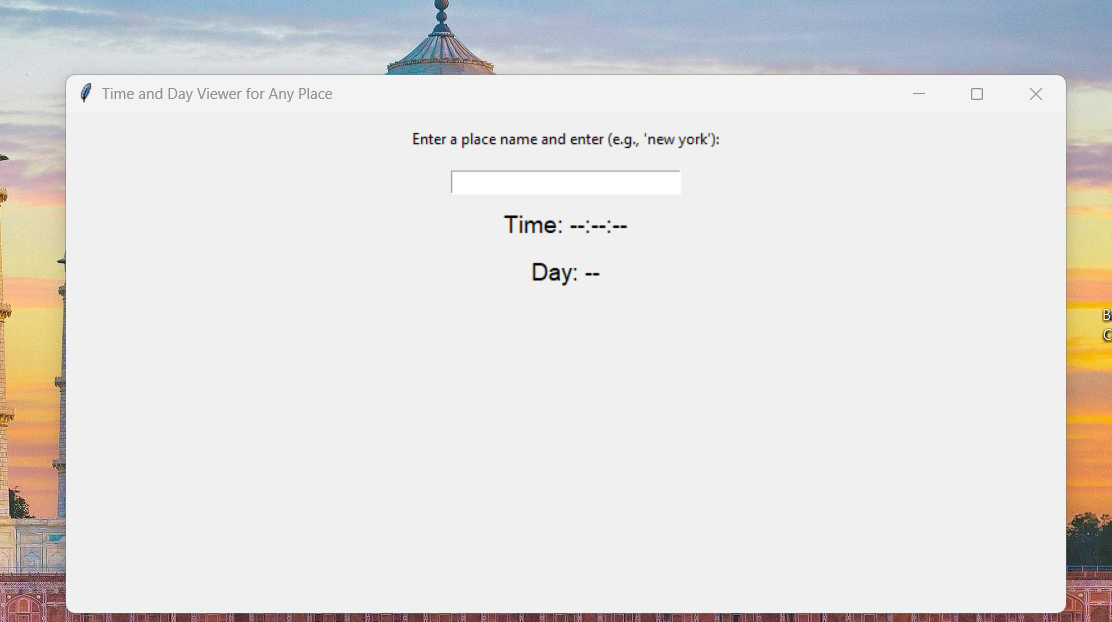 Time and Day Viewer for Any Place
Enter a place name and enter (e.g., 'new york'):
Time: --:--:--
Day: --